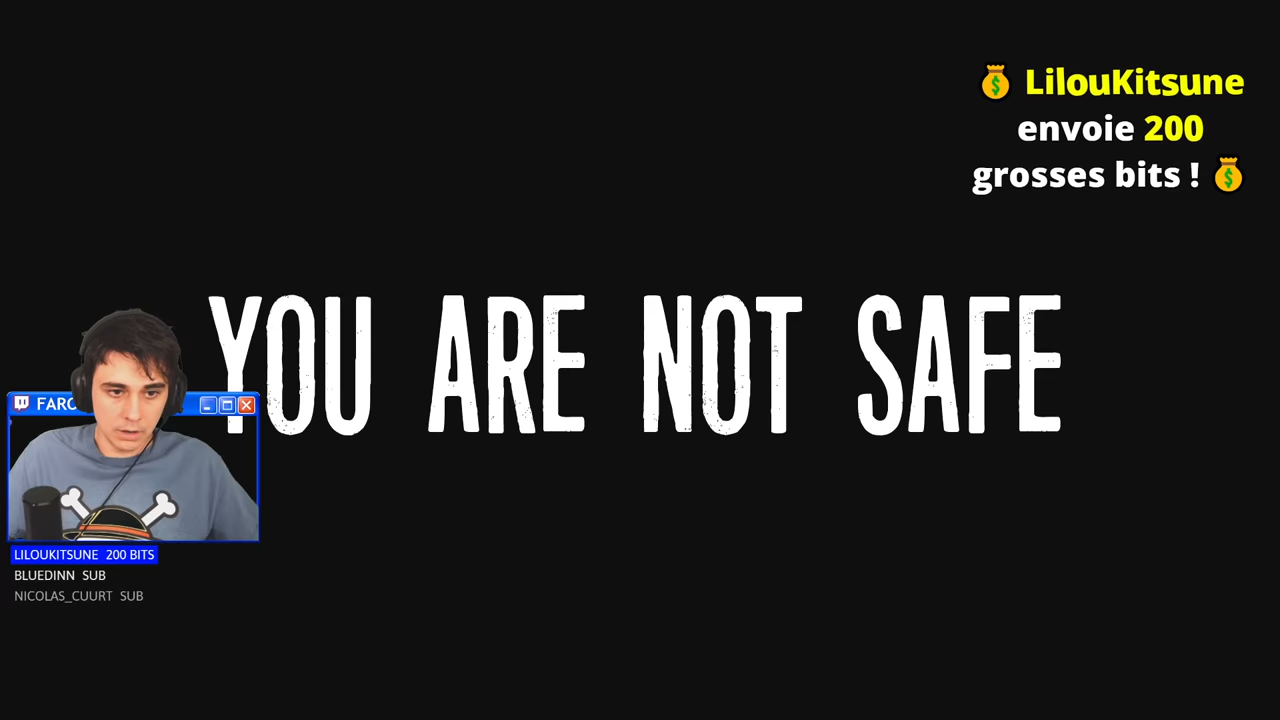 LilouKitsune
envoie 200
grosses bits !
YOU ARE NOT SAFE
LILOUKITSUNE 200 BITS
BLUEDINN SUB
NICOLAS_CUURT SUB